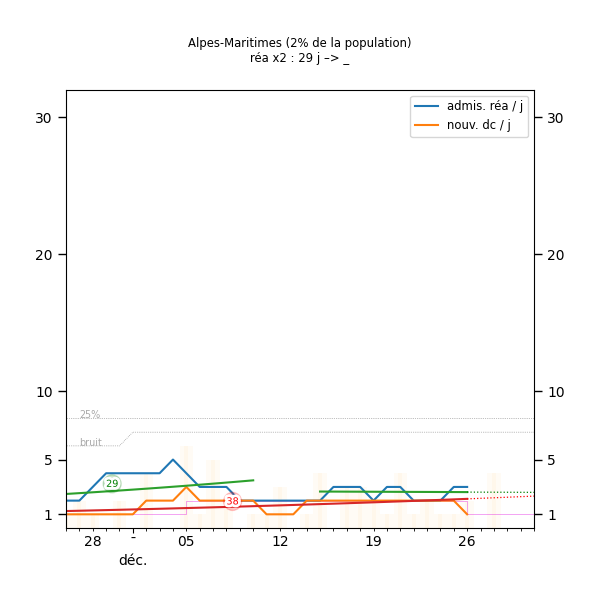 Alpes-Maritimes (2% de la population)
réa x2 : 29 j –> _
admis. réa / j
nouv. dc / j
30 30
20 20
10 10
25%
bruit
5 5
29
38
1 1
28 - 05 12 19 26
déc.